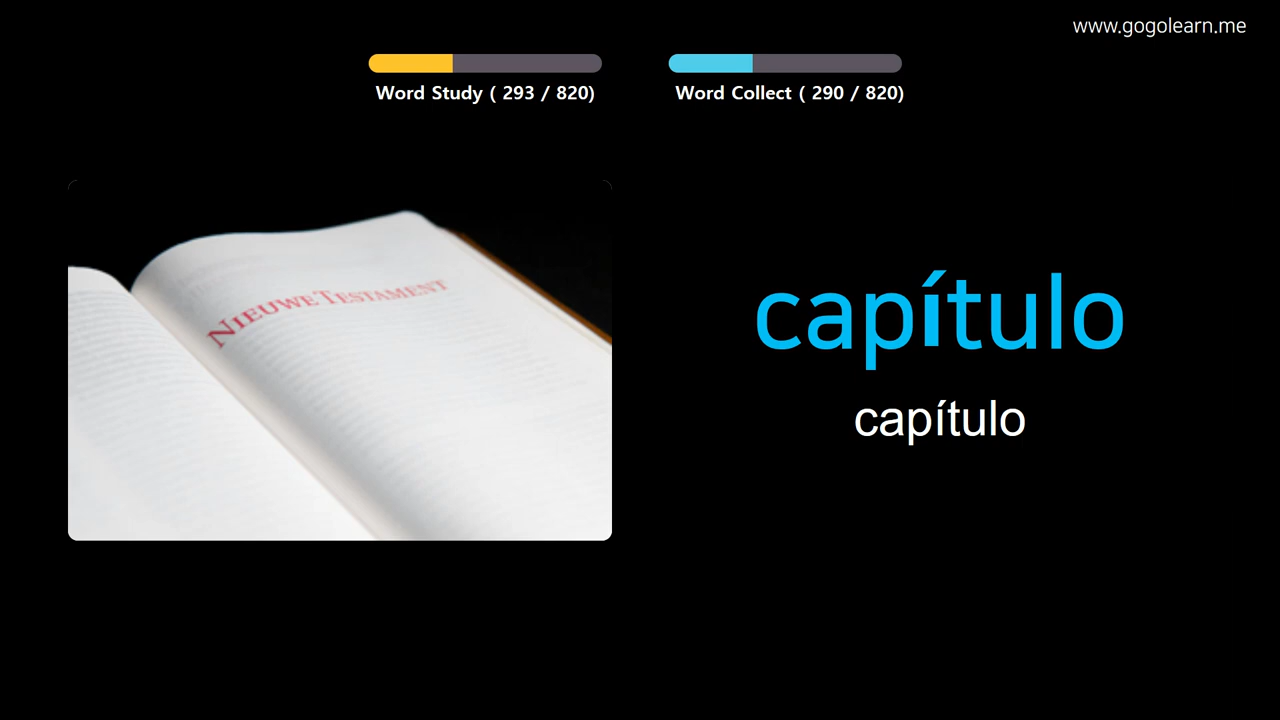 www.gogolearn.me
Word Study ( 293 / 820)
Word Collect ( 290 / 820)
NIEUWE TESTAMENT
capítulo
capítulo